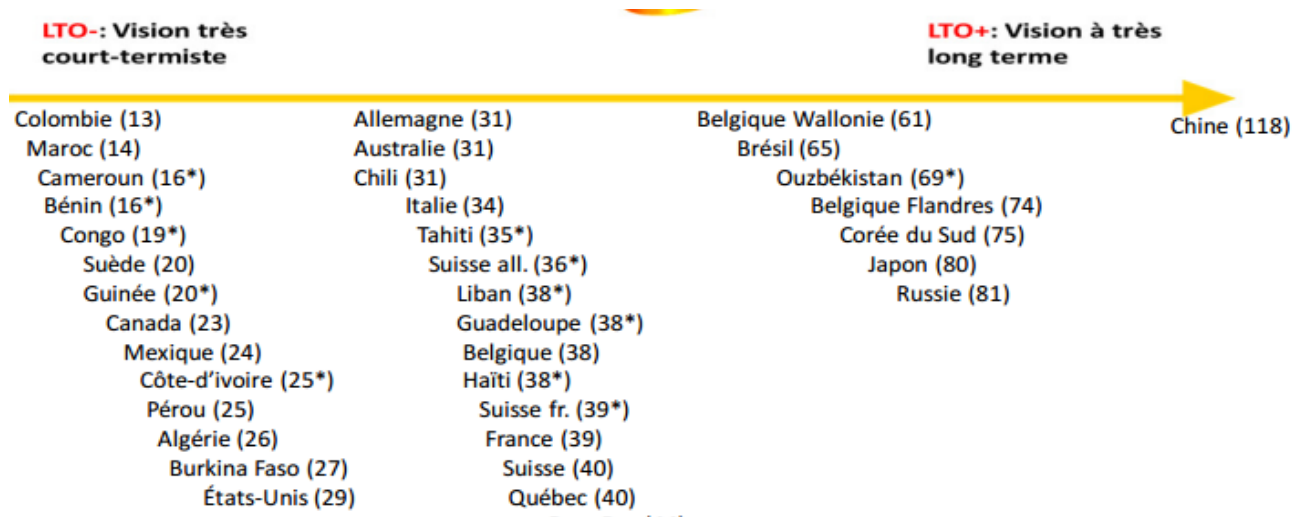 LTO-: Vision très
court-termiste
LTO+: Vision à très
long terme
Colombie (13)
Maroc (14)
Cameroun (16*)
Bénin (16*)
Congo (19*)
Suède (20)
Guinée (20*)
Canada (23)
Mexique (24)
Côte-d’ivoire (25*)
Pérou (25)
Algérie (26)
Burkina Faso (27)
États-Unis (29)
Allemagne (31)
Australie (31)
Chili (31)
Italie (34)
Tahiti (35*)
Suisse all. (36*)
Liban (38*)
Guadeloupe (38*)
Belgique (38)
Haïti (38*)
Suisse fr. (39*)
France (39)
Suisse (40)
Québec (40)
Belgique Wallonie (61)
Brésil (65)
Ouzbékistan (69*)
Belgique Flandres (74)
Corée du Sud (75)
Japon (80)
Russie (81)
Chine (118)